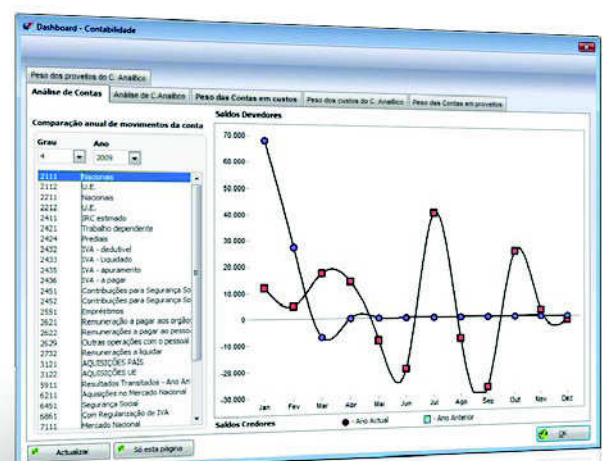 Dashboard - Contabilidade
Peso dos proveitos do C. Analítico
Análise de Contas
Análise de C.Analítico
Peso das Contas em custos
Peso dos custos do C. Analítico
Peso das Contas em proveitos
Comparação anual de movimentos da conta
Grau
Ano
4
2009
2111 Nacionais
2112 U.E.
2211 Nacionais
2212 U.E.
2411 IRC estimado
2421 Trabalho dependente
2424 Prediais
2432 IVA - dedutível
2433 IVA - Liquidado
2435 IVA - apuramento
2436 IVA - a pagar
2451 Contribuições para Segurança So
2452 Contribuições para Segurança So
2551 Empréstimos
2621 Remuneração a pagar aos orgão
2622 Remunerações a pagar ao pesso
2629 Outras operações com o pessoal
2732 Remunerações a liquidar
3121 AQUISIÇÕES PAÍS
3122 AQUISIÇÕES UE
5911 Resultados Transitados - Ano An
6211 Aquisições no Mercado Nacional
6451 Segurança Social
6861 Com Regularização de IVA
7111 Mercado Nacional
Saldos Devedores
70.000
60.000
50.000
40.000
30.000
20.000
10.000
0
-10.000
-20.000
-30.000
Jan Fev Mar Abr Mai Jun Jul Ago Sep Out Nov Dez
Saldos Credores
- Ano Actual
- Ano Anterior
Actualizar
Só esta página
OK